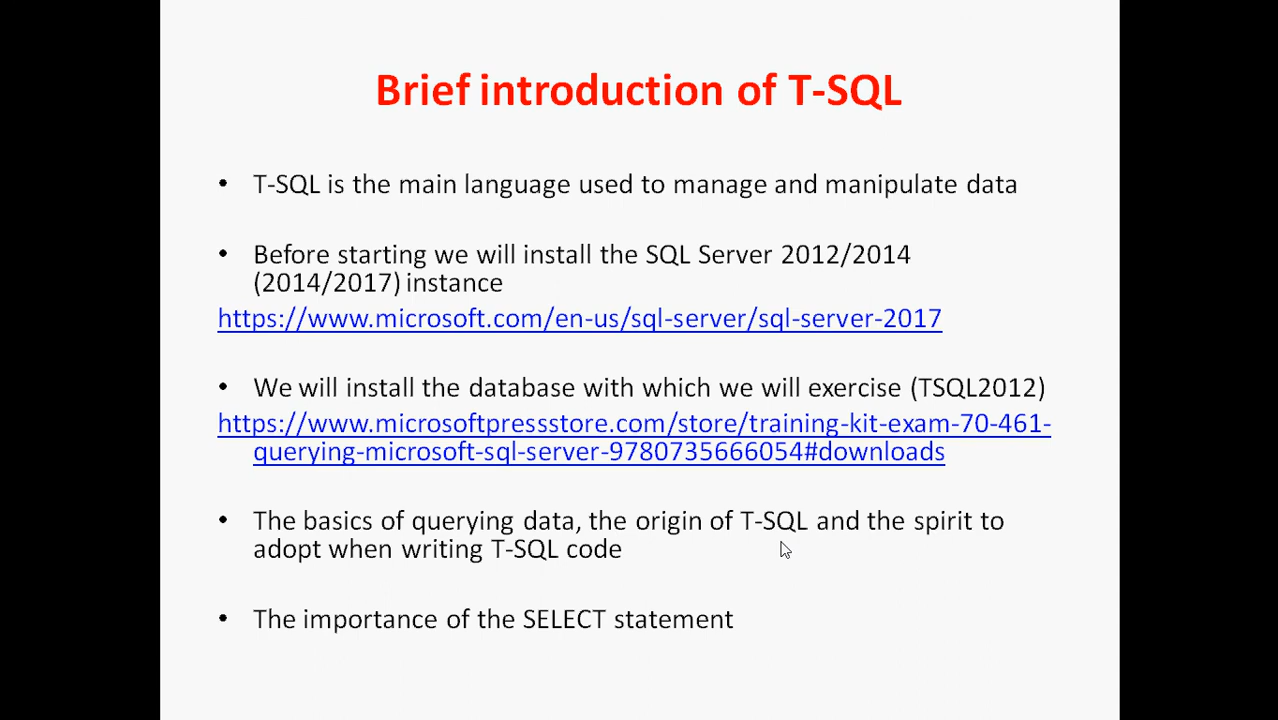 Brief introduction of T-SQL
• T-SQL is the main language used to manage and manipulate data
• Before starting we will install the SQL Server 2012/2014
(2014/2017) instance
https://www.microsoft.com/en-us/sql-server/sql-server-2017
• We will install the database with which we will exercise (TSQL2012)
https://www.microsoftpressstore.com/store/training-kit-exam-70-461-
querying-microsoft-sql-server-9780735666054#downloads
• The basics of querying data, the origin of T-SQL and the spirit to
adopt when writing T-SQL code
• The importance of the SELECT statement